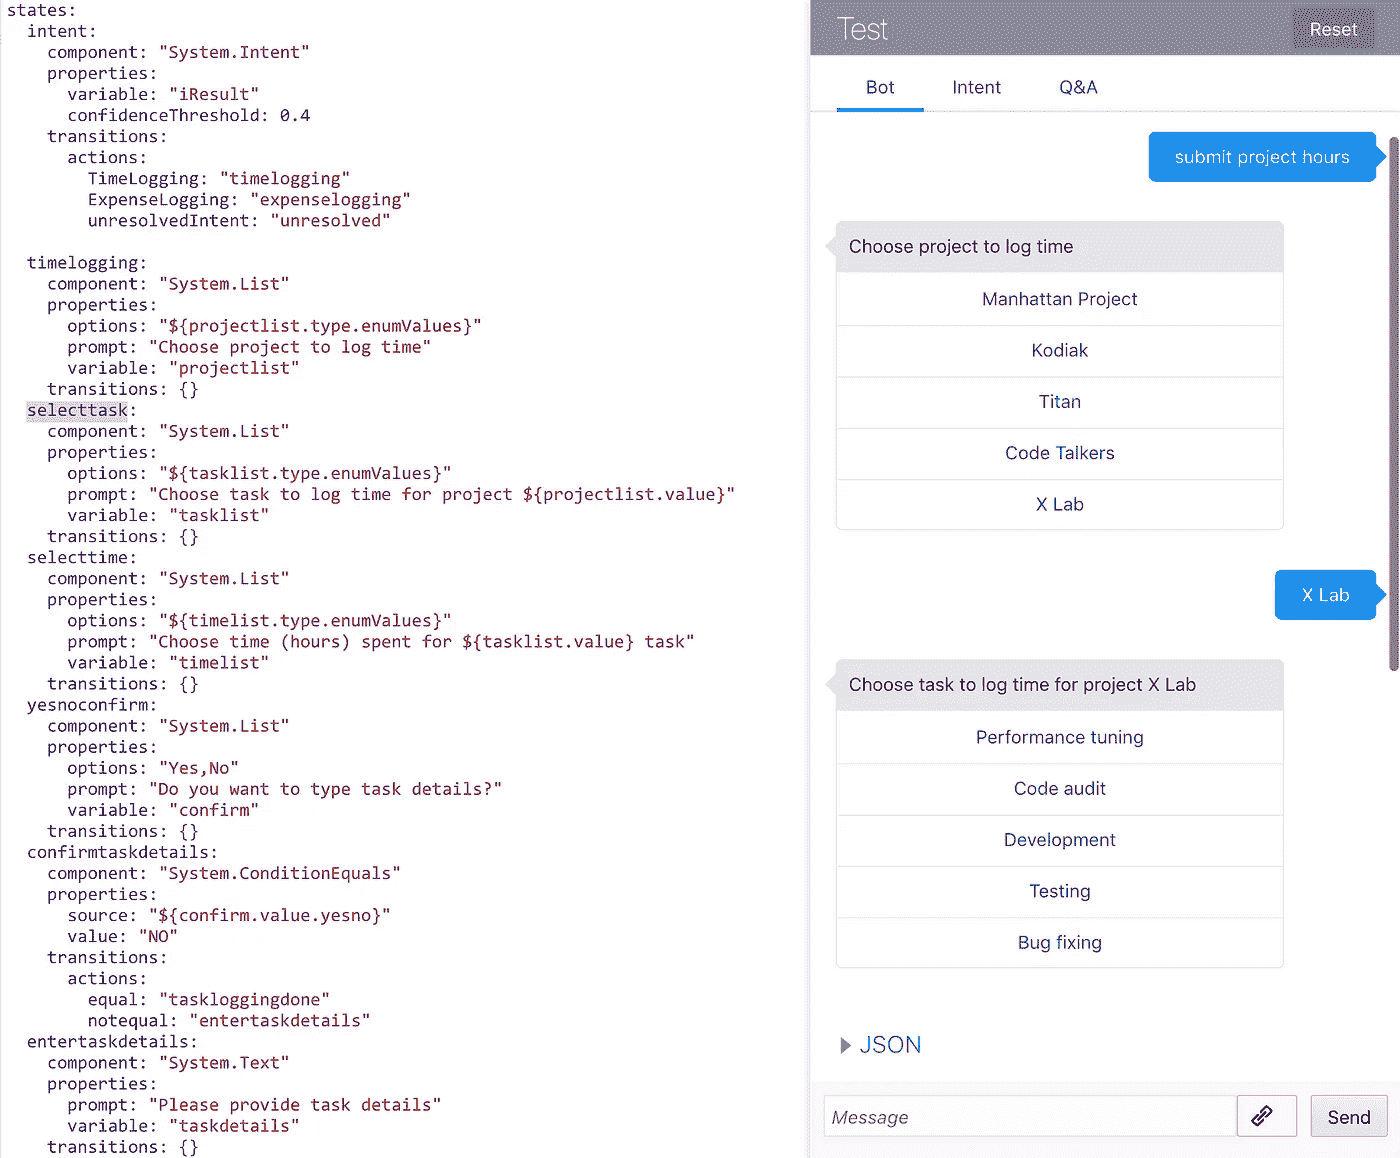 states:
  intent:
    component: "System.Intent"
    properties:
      variable: "iResult"
      confidenceThreshold: 0.4
    transitions:
      actions:
        TimeLogging: "timelogging"
        ExpenseLogging: "expenselogging"
        unresolvedIntent: "unresolved"
  timelogging:
    component: "System.List"
    properties:
      options: "${projectlist.type.enumValues}"
      prompt: "Choose project to log time"
      variable: "projectlist"
    transitions: {}
  selecttask:
    component: "System.List"
    properties:
      options: "${tasklist.type.enumValues}"
      prompt: "Choose task to log time for project ${projectlist.value}"
      variable: "tasklist"
    transitions: {}
  selecttime:
    component: "System.List"
    properties:
      options: "${timelist.type.enumValues}"
      prompt: "Choose time (hours) spent for ${tasklist.value} task"
      variable: "timelist"
    transitions: {}
  yesnoconfirm:
    component: "System.List"
    properties:
      options: "Yes,No"
      prompt: "Do you want to type task details?"
      variable: "confirm"
    transitions: {}
  confirmtaskdetails:
    component: "System.ConditionEquals"
    properties:
      source: "${confirm.value.yesno}"
      value: "NO"
    transitions:
      actions:
        equal: "taskloggingdone"
        notequal: "entertaskdetails"
  entertaskdetails:
    component: "System.Text"
    properties:
      prompt: "Please provide task details"
      variable: "taskdetails"
    transitions: {}
Test
Reset
Bot
Intent
Q&A
submit project hours
Choose project to log time
Manhattan Project
Kodiak
Titan
Code Talkers
X Lab
X Lab
Choose task to log time for project X Lab
Performance tuning
Code audit
Development
Testing
Bug fixing
JSON
Message
Send